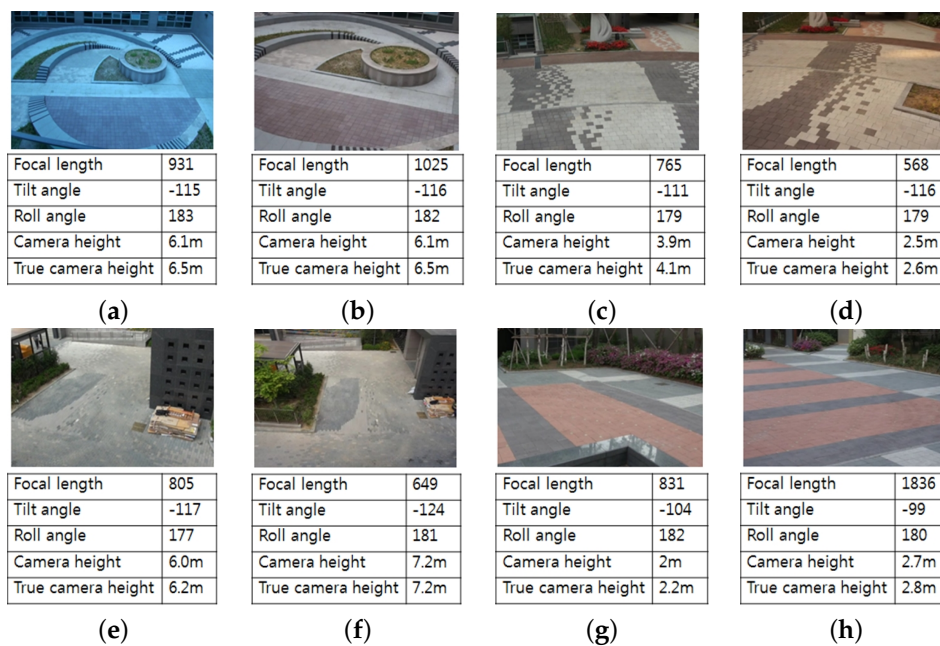 Focal length 931
Tilt angle -115
Roll angle 183
Camera height 6.1m
True camera height 6.5m
(a)
Focal length 1025
Tilt angle -116
Roll angle 182
Camera height 6.1m
True camera height 6.5m
(b)
Focal length 765
Tilt angle -111
Roll angle 179
Camera height 3.9m
True camera height 4.1m
(c)
Focal length 568
Tilt angle -116
Roll angle 179
Camera height 2.5m
True camera height 2.6m
(d)
Focal length 805
Tilt angle -117
Roll angle 177
Camera height 6.0m
True camera height 6.2m
(e)
Focal length 649
Tilt angle -124
Roll angle 181
Camera height 7.2m
True camera height 7.2m
(f)
Focal length 831
Tilt angle -104
Roll angle 182
Camera height 2m
True camera height 2.2m
(g)
Focal length 1836
Tilt angle -99
Roll angle 180
Camera height 2.7m
True camera height 2.8m
(h)